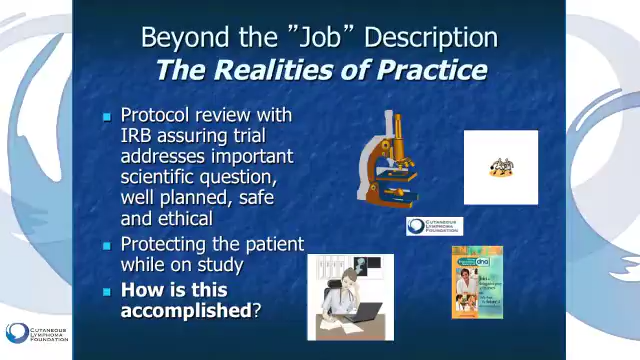 Beyond the ”Job” Description
The Realities of Practice
Protocol review with
IRB assuring trial
addresses important
scientific question,
well planned, safe
and ethical
Protecting the patient
while on study
How is this
accomplished?
CUTANEOUS
LYMPHOMA
FOUNDATION
dna
CUTANEOUS
LYMPHOMA
FOUNDATION